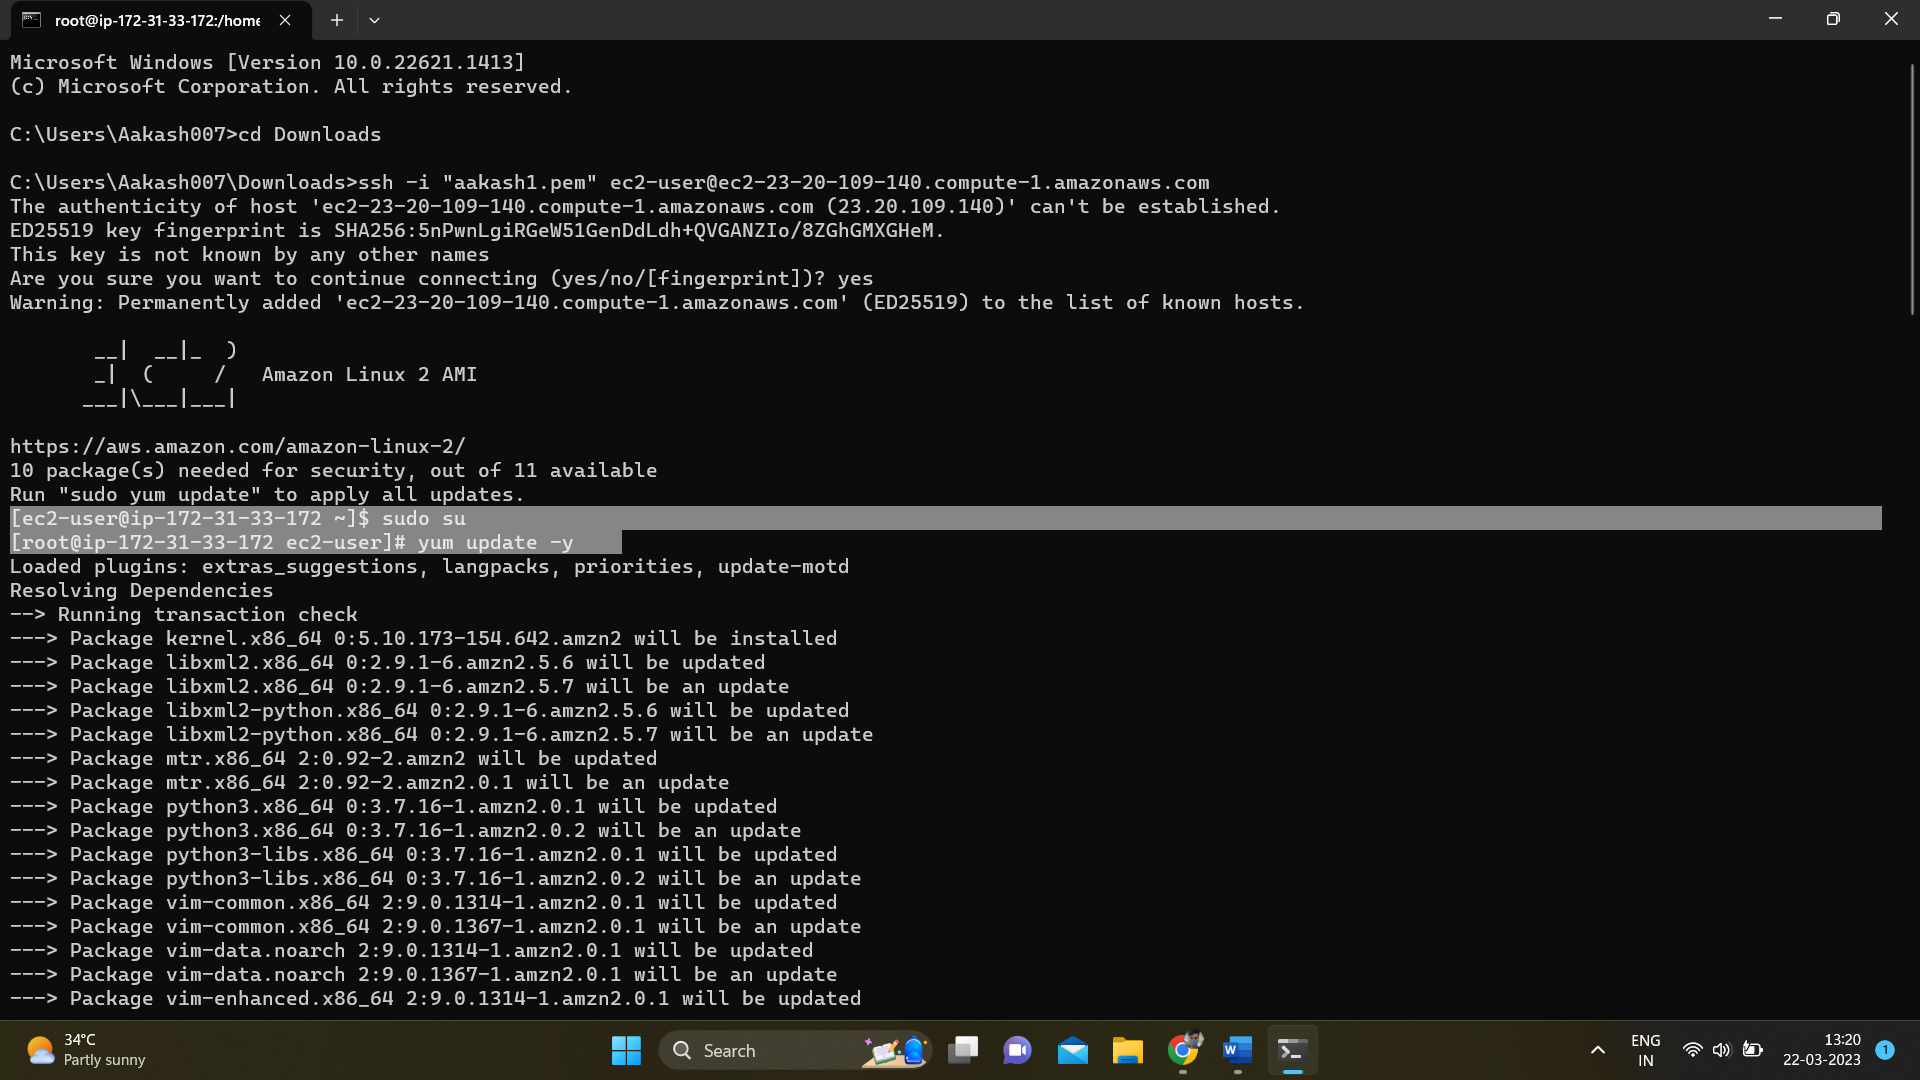 root@ip-172-31-33-172:/home
Microsoft Windows [Version 10.0.22621.1413]
(c) Microsoft Corporation. All rights reserved.
C:\Users\Aakash007>cd Downloads
C:\Users\Aakash007\Downloads>ssh -i "aakash1.pem" ec2-user@ec2-23-20-109-140.compute-1.amazonaws.com
The authenticity of host 'ec2-23-20-109-140.compute-1.amazonaws.com (23.20.109.140)' can't be established.
ED25519 key fingerprint is SHA256:5nPwnLgiRGeW51GenDdLdh+QVGANZIo/8ZGhGMXGHeM.
This key is not known by any other names
Are you sure you want to continue connecting (yes/no/[fingerprint])? yes
Warning: Permanently added 'ec2-23-20-109-140.compute-1.amazonaws.com' (ED25519) to the list of known hosts.
       __|  __|_  )
       _|  (     /   Amazon Linux 2 AMI
      ___|\___|___|
https://aws.amazon.com/amazon-linux-2/
10 package(s) needed for security, out of 11 available
Run "sudo yum update" to apply all updates.
[ec2-user@ip-172-31-33-172 ~]$ sudo su
[root@ip-172-31-33-172 ec2-user]# yum update -y
Loaded plugins: extras_suggestions, langpacks, priorities, update-motd
Resolving Dependencies
--> Running transaction check
---> Package kernel.x86_64 0:5.10.173-154.642.amzn2 will be installed
---> Package libxml2.x86_64 0:2.9.1-6.amzn2.5.6 will be updated
---> Package libxml2.x86_64 0:2.9.1-6.amzn2.5.7 will be an update
---> Package libxml2-python.x86_64 0:2.9.1-6.amzn2.5.6 will be updated
---> Package libxml2-python.x86_64 0:2.9.1-6.amzn2.5.7 will be an update
---> Package mtr.x86_64 2:0.92-2.amzn2 will be updated
---> Package mtr.x86_64 2:0.92-2.amzn2.0.1 will be an update
---> Package python3.x86_64 0:3.7.16-1.amzn2.0.1 will be updated
---> Package python3.x86_64 0:3.7.16-1.amzn2.0.2 will be an update
---> Package python3-libs.x86_64 0:3.7.16-1.amzn2.0.1 will be updated
---> Package python3-libs.x86_64 0:3.7.16-1.amzn2.0.2 will be an update
---> Package vim-common.x86_64 2:9.0.1314-1.amzn2.0.1 will be updated
---> Package vim-common.x86_64 2:9.0.1367-1.amzn2.0.1 will be an update
---> Package vim-data.noarch 2:9.0.1314-1.amzn2.0.1 will be updated
---> Package vim-data.noarch 2:9.0.1367-1.amzn2.0.1 will be an update
---> Package vim-enhanced.x86_64 2:9.0.1314-1.amzn2.0.1 will be updated
34°C
Partly sunny
Search
ENG
IN
13:20
22-03-2023
1